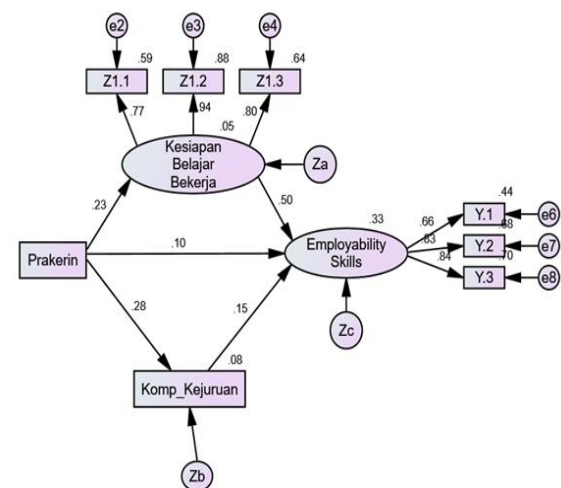 e2
e3
e4
.59
.88
.64
Z1.1
Z1.2
Z1.3
.77
.94
.80
.05
Kesiapan
Belajar
Bekerja
Za
.23
.50
.44
.33
.66
Y.1
e6
.68
Prakerin
.10
Employability
Skills
.83
Y.2
e7
.84
.70
Y.3
e8
.28
.15
Zc
.08
Komp_Kejuruan
Zb